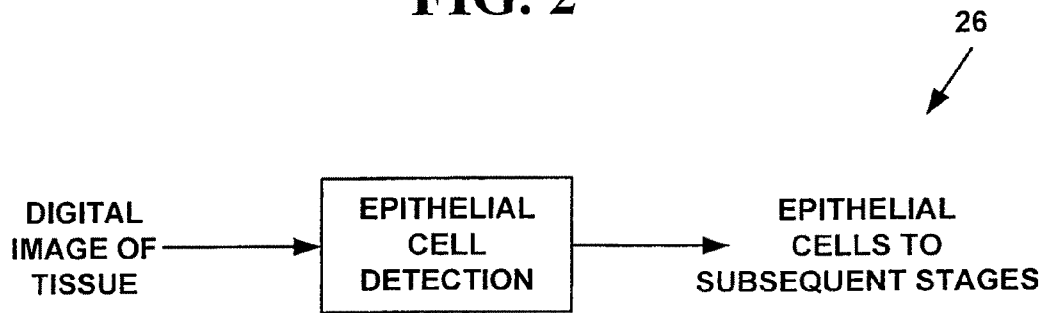 FIG. 2
26
DIGITAL
IMAGE OF
TISSUE
EPITHELIAL
CELL
DETECTION
EPITHELIAL
CELLS TO
SUBSEQUENT STAGES